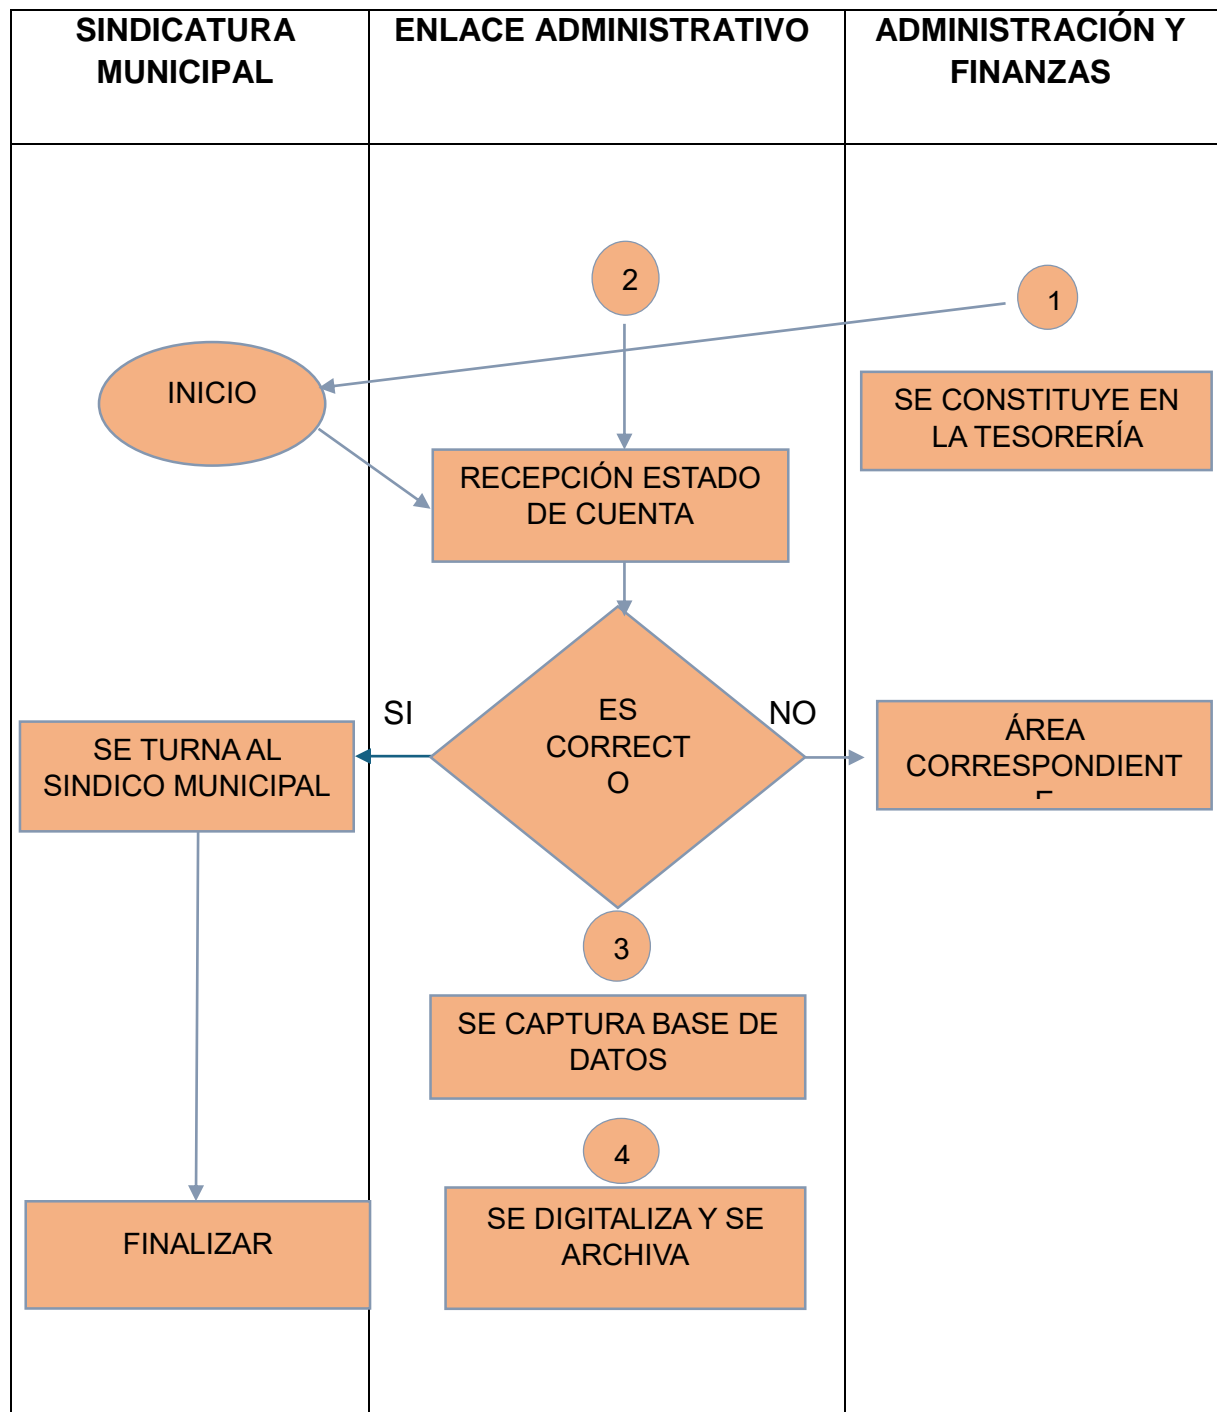 SINDICATURA
MUNICIPAL
ENLACE ADMINISTRATIVO
ADMINISTRACIÓN Y
FINANZAS
2
1
INICIO
SE CONSTITUYE EN
LA TESORERÍA
RECEPCIÓN ESTADO
DE CUENTA
SI
ES
CORRECT
O
NO
SE TURNA AL
SINDICO MUNICIPAL
ÁREA
CORRESPONDIENT
E
3
SE CAPTURA BASE DE
DATOS
4
SE DIGITALIZA Y SE
ARCHIVA
FINALIZAR